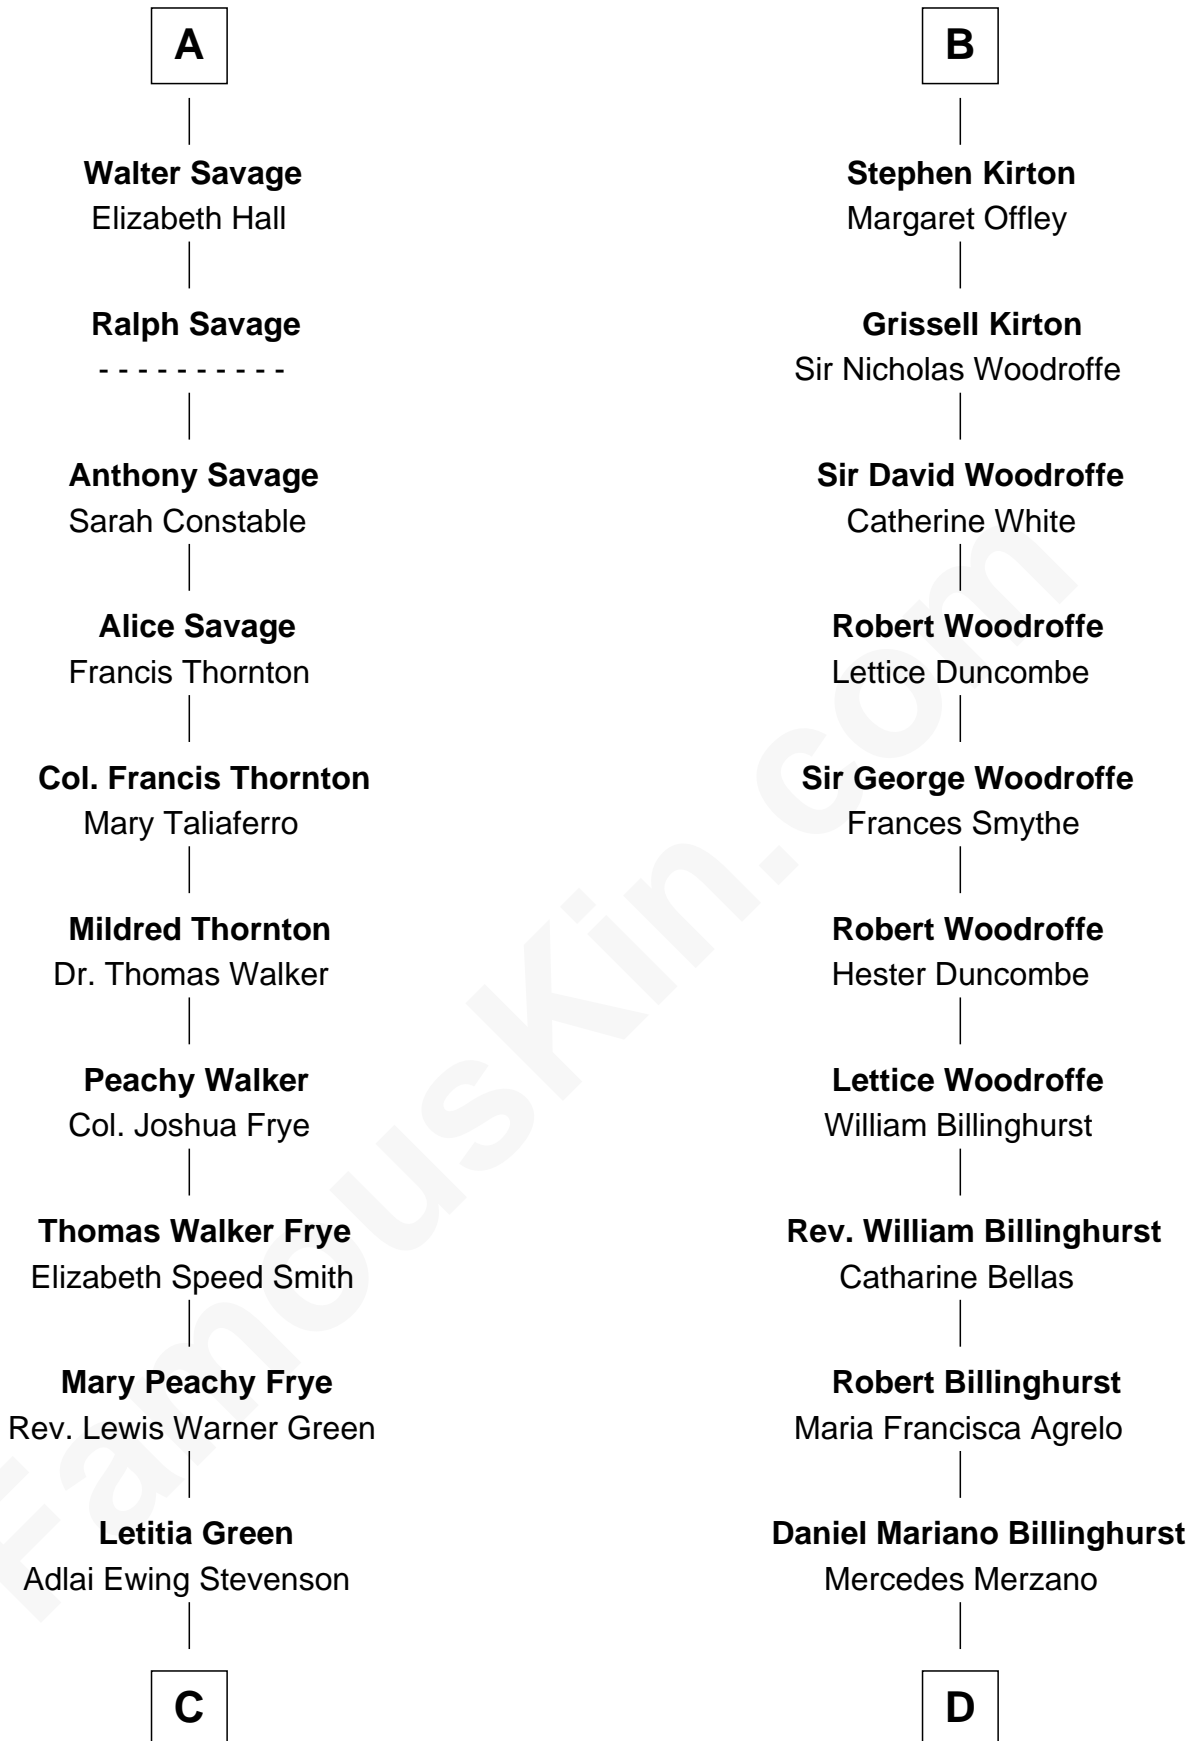 A
Walter Savage
Elizabeth Hall
Ralph Savage
- - - - - - - - - -
Anthony Savage
Sarah Constable
Alice Savage
Francis Thornton
Col. Francis Thornton
Mary Taliaferro
Mildred Thornton
Dr. Thomas Walker
Peachy Walker
Col. Joshua Frye
Thomas Walker Frye
Elizabeth Speed Smith
Mary Peachy Frye
Rev. Lewis Warner Green
Letitia Green
Adlai Ewing Stevenson
C
B
Stephen Kirton
Margaret Offley
Grissell Kirton
Sir Nicholas Woodroffe
Sir David Woodroffe
Catherine White
Robert Woodroffe
Lettice Duncombe
Sir George Woodroffe
Frances Smythe
Robert Woodroffe
Hester Duncombe
Lettice Woodroffe
William Billinghurst
Rev. William Billinghurst
Catharine Bellas
Robert Billinghurst
Maria Francisca Agrelo
Daniel Mariano Billinghurst
Mercedes Merzano
D
FamousKin.com